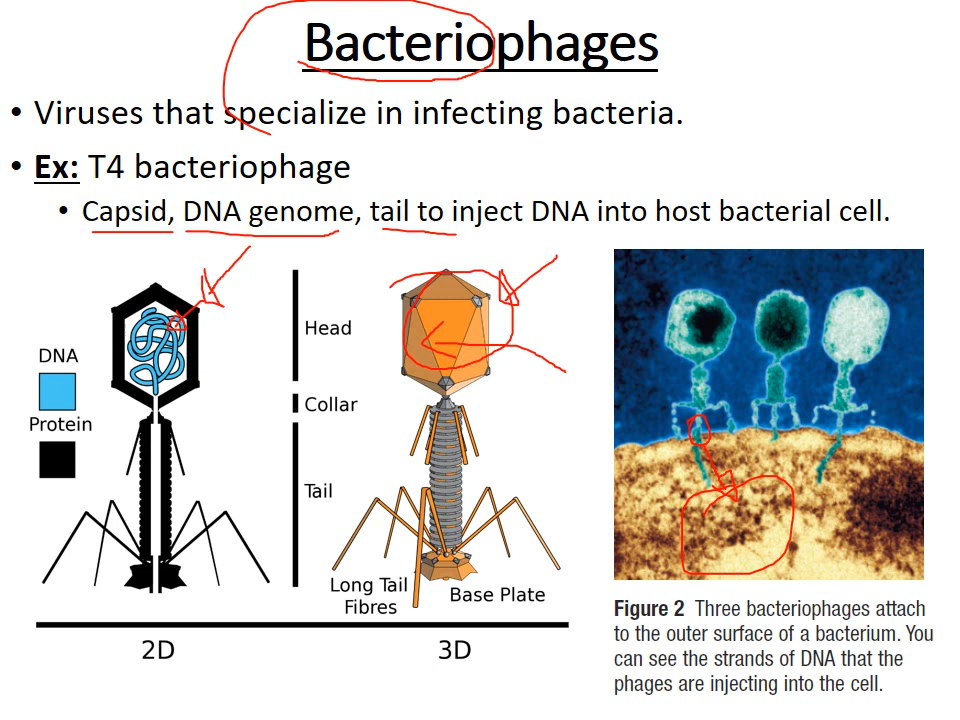 Bacteriophages
• Viruses that specialize in infecting bacteria.
• Ex: T4 bacteriophage
• Capsid, DNA genome, tail to inject DNA into host bacterial cell.
DNA
Protein
Head
Collar
Tail
Long Tail
Fibres
Base Plate
2D
3D
Figure 2 Three bacteriophages attach
to the outer surface of a bacterium. You
can see the strands of DNA that the
phages are injecting into the cell.